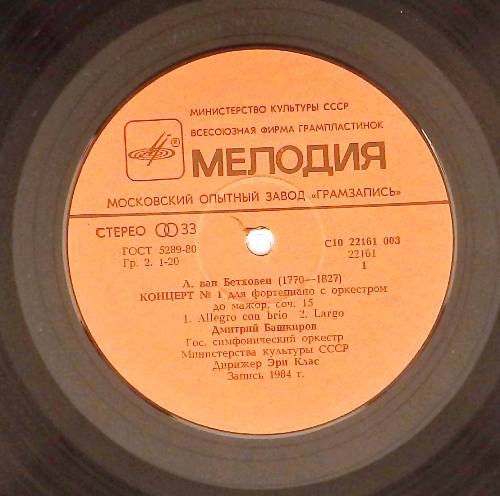 МИНИСТЕРСТВО КУЛЬТУРЫ СССР
ВСЕСОЮЗНАЯ ФИРМА ГРАМПЛАСТИНОК
®
МЕЛОДИЯ
МОСКОВСКИЙ ОПЫТНЫЙ ЗАВОД «ГРАМЗАПИСЬ»
СТЕРЕО 33
ГОСТ 5289-80
Гр. 2. 1-20
С10 22161 003
22161
1
Л. ван Бетховен (1770—1827)
КОНЦЕРТ № 1 для фортепиано с оркестром
до мажор, соч. 15
1. Allegro con brio 2. Largo
Дмитрий Башкиров
Гос. симфонический оркестр
Министерства культуры СССР
Дирижер Эри Клас
Запись 1984 г.